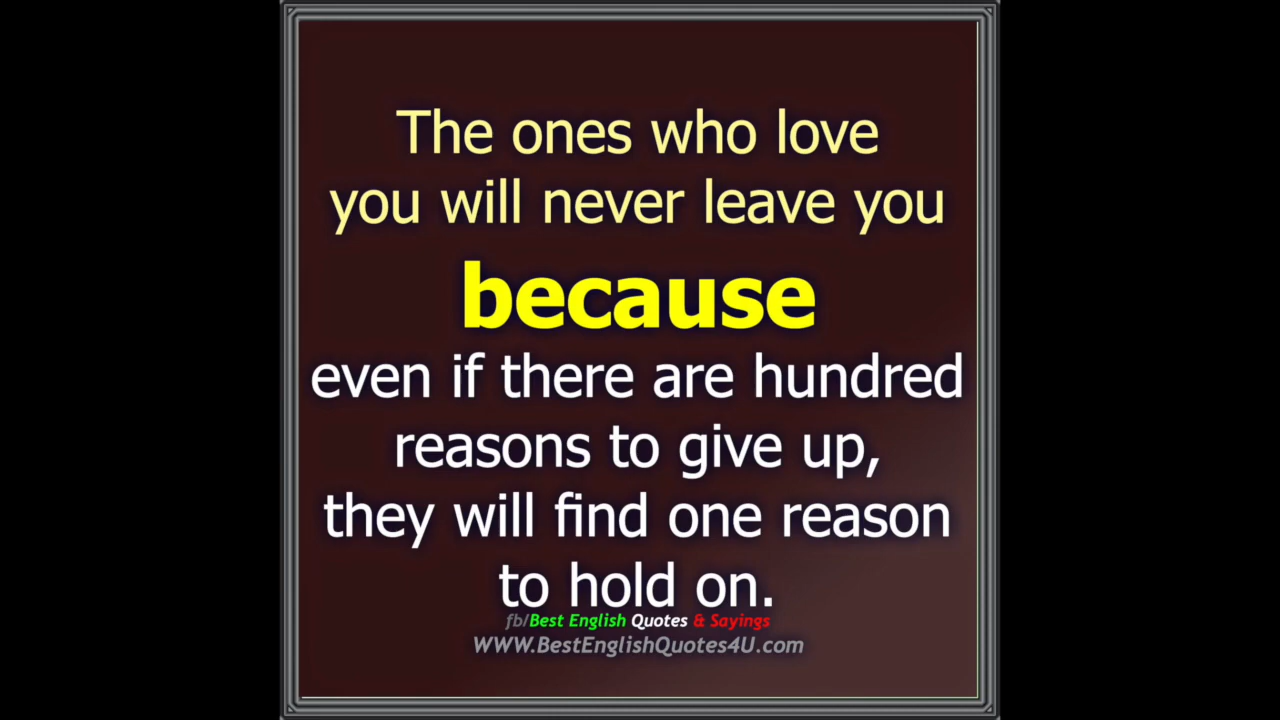 The ones who love
you will never leave you
because
even if there are hundred
reasons to give up,
they will find one reason
to hold on.
fb/Best English Quotes & Sayings
WWW.BestEnglishQuotes4U.com